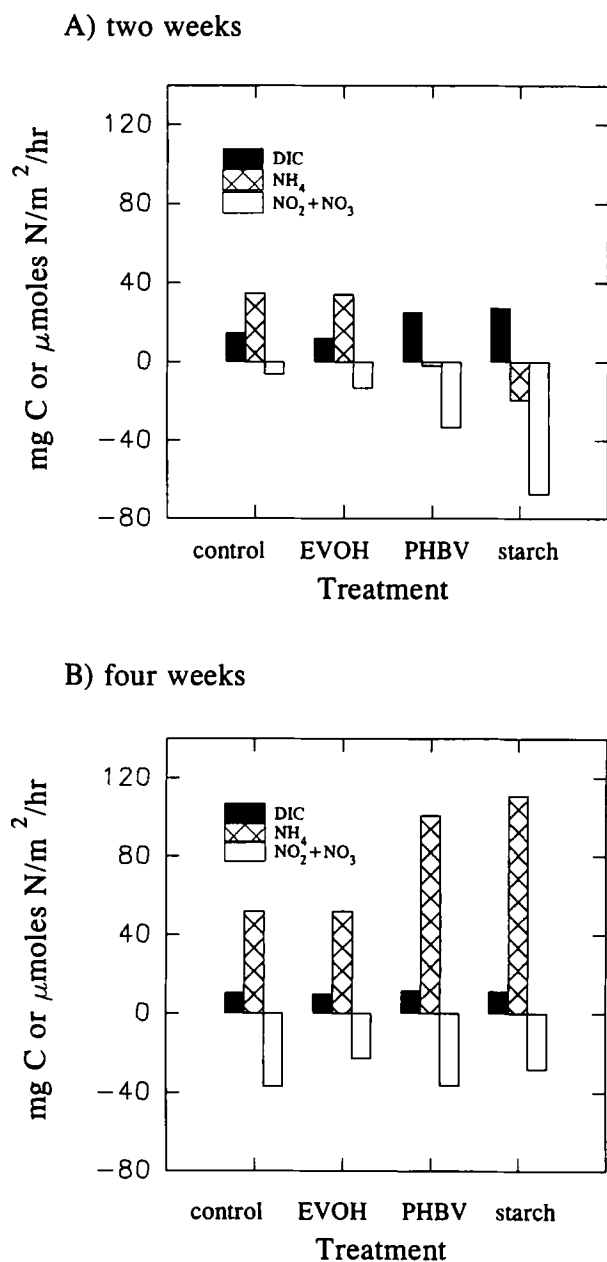 A) two weeks
mg C or μmoles N/m²/hr
120
80
40
0
-40
-80
DIC
NH₄
NO₂+NO₃
control EVOH PHBV starch
Treatment
B) four weeks
mg C or μmoles N/m²/hr
120
80
40
0
-40
-80
DIC
NH₄
NO₂+NO₃
control EVOH PHBV starch
Treatment